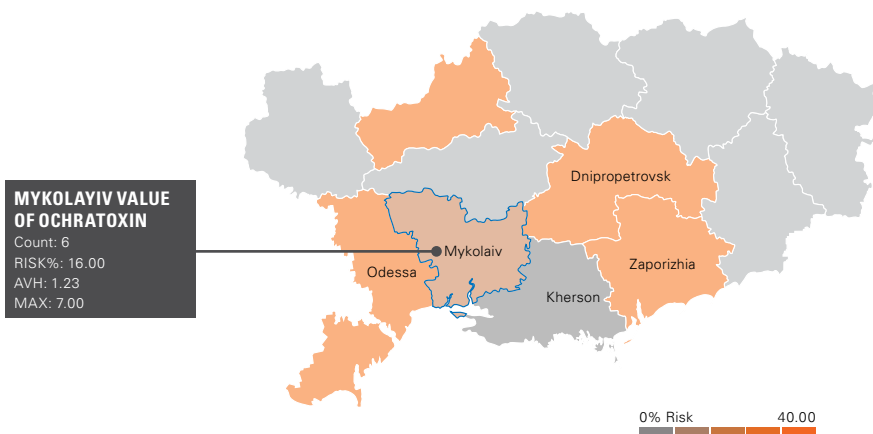 MYKOLAYIV VALUE
OF OCHRATOXIN
Count: 6
RISK%: 16.00
AVH: 1.23
MAX: 7.00
Dnipropetrovsk
Mykolaiv
Odessa
Zaporizhia
Kherson
0% Risk 40.00